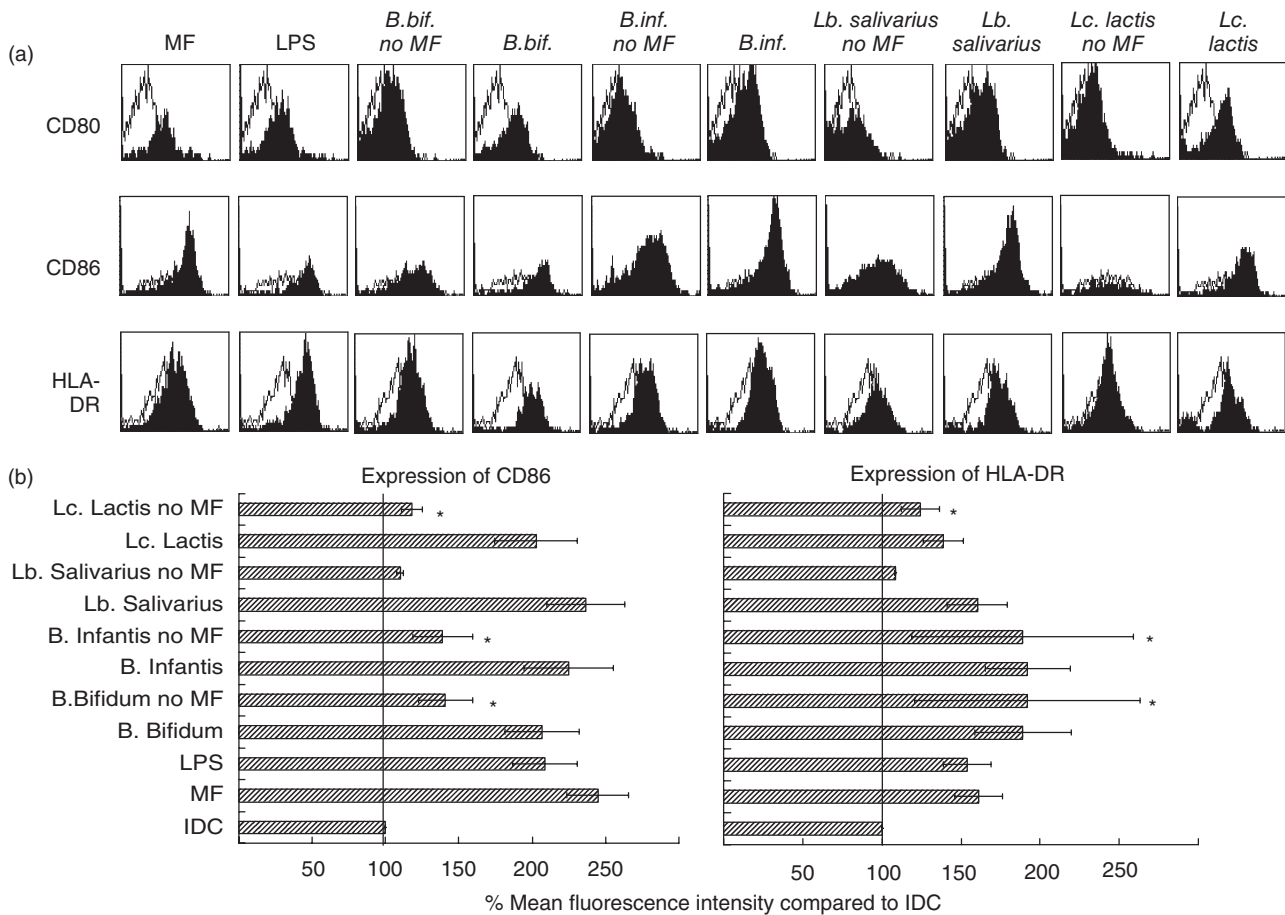 (a)
MF LPS B.bif. no MF B.bif. B.inf. no MF B.inf. Lb. salivarius no MF Lb. salivarius Lc. lactis no MF Lc. lactis
CD80
CD86
HLA-DR
(b)
Expression of CD86 Expression of HLA-DR
Lc. Lactis no MF * *
Lc. Lactis
Lb. Salivarius no MF
Lb. Salivarius
B. Infantis no MF * *
B. Infantis
B.Bifidum no MF * *
B. Bifidum
LPS
MF
IDC
50 100 150 200 250 50 100 150 200 250
% Mean fluorescence intensity compared to IDC